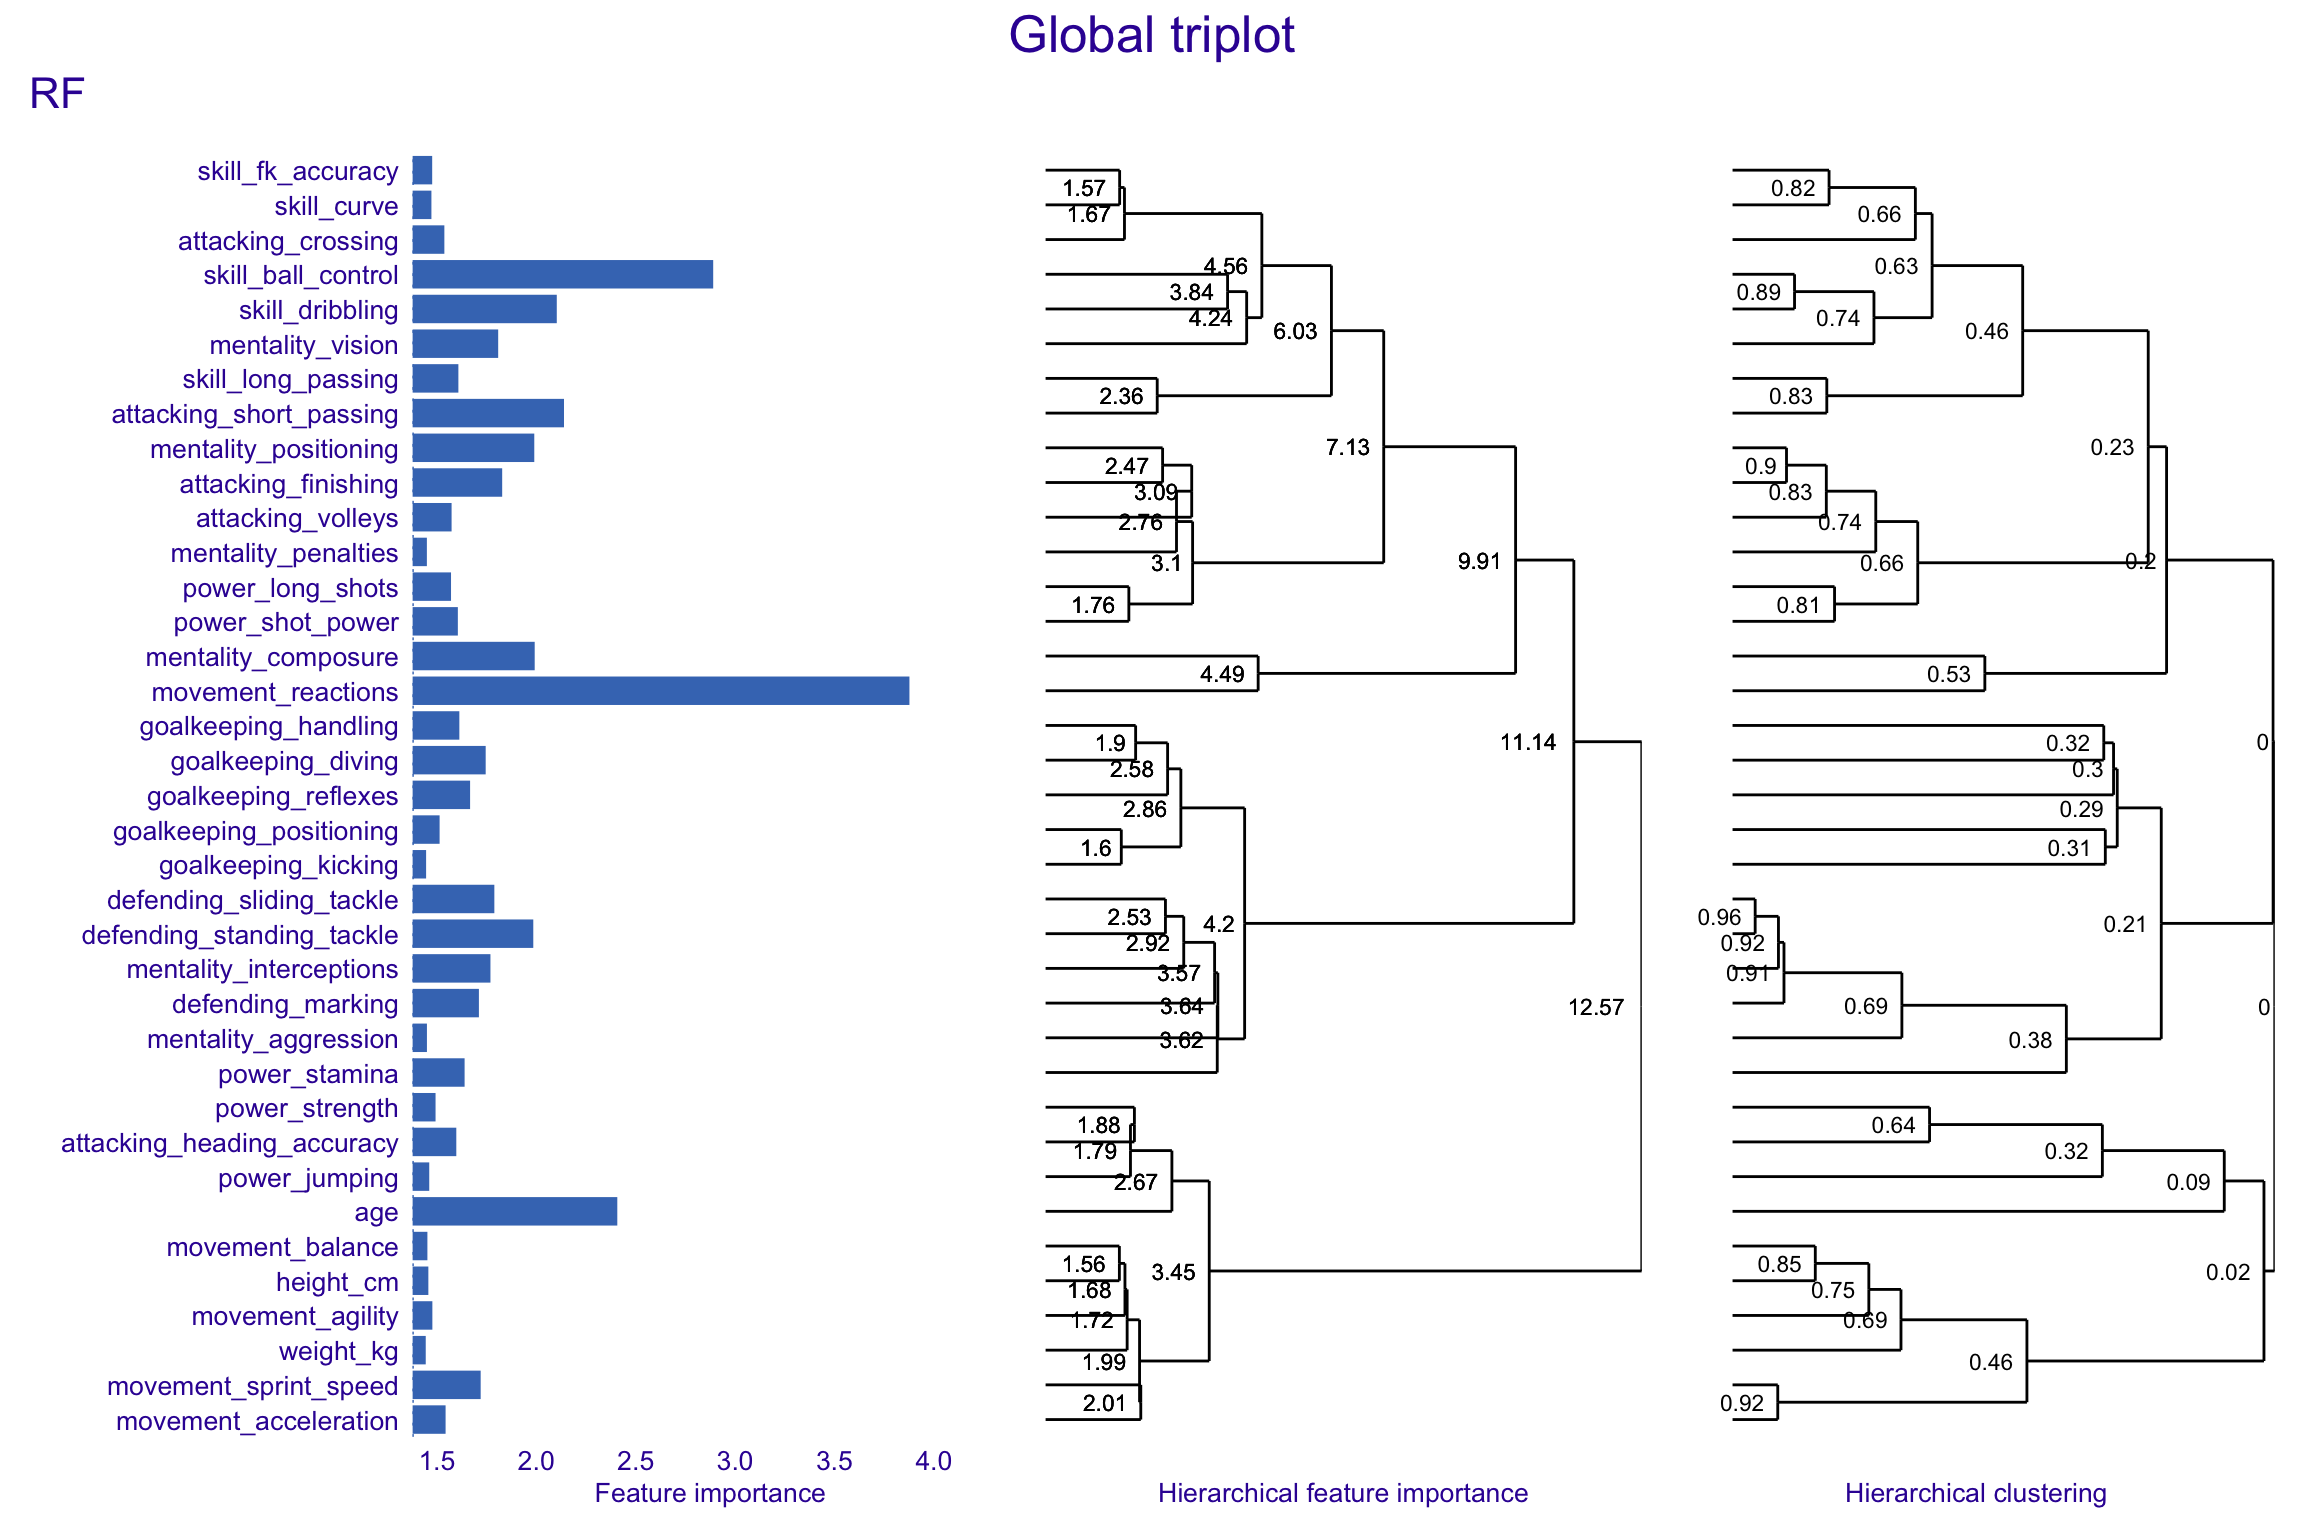 Global triplot
RF
skill_fk_accuracy
skill_curve
attacking_crossing
skill_ball_control
skill_dribbling
mentality_vision
skill_long_passing
attacking_short_passing
mentality_positioning
attacking_finishing
attacking_volleys
mentality_penalties
power_long_shots
power_shot_power
mentality_composure
movement_reactions
goalkeeping_handling
goalkeeping_diving
goalkeeping_reflexes
goalkeeping_positioning
goalkeeping_kicking
defending_sliding_tackle
defending_standing_tackle
mentality_interceptions
defending_marking
mentality_aggression
power_stamina
power_strength
attacking_heading_accuracy
power_jumping
age
movement_balance
height_cm
movement_agility
weight_kg
movement_sprint_speed
movement_acceleration
1.5 2.0 2.5 3.0 3.5 4.0
Feature importance
1.57
1.67
4.56
3.84
4.24
6.03
2.36
7.13
2.47
3.09
2.76
3.1
9.91
1.76
4.49
1.9
11.14
2.58
2.86
1.6
2.53
4.2
2.92
3.57
3.64
12.57
3.62
1.88
1.79
2.67
1.56
3.45
1.68
1.72
1.99
2.01
Hierarchical feature importance
0.82
0.66
0.63
0.89
0.74
0.46
0.83
0.23
0.9
0.83
0.74
0.2
0.66
0.81
0.53
0.32
0
0.3
0.29
0.31
0.96
0.21
0.92
0.91
0.69
0
0.38
0.64
0.32
0.09
0.85
0.02
0.75
0.69
0.46
0.92
Hierarchical clustering